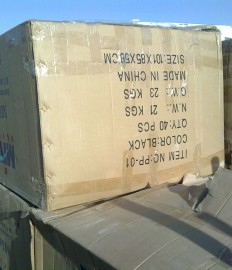 ITEM NO:PP-01
COLOR:BLACK
QTY:40 PCS
N.W.: 21 KGS
G.W.: 23 KGS
MADE IN CHINA
SIZE:101X85X58CM